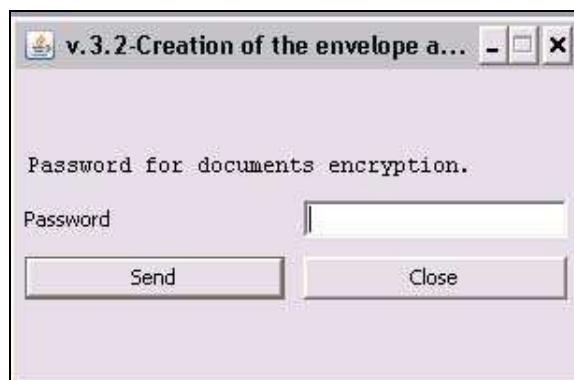 v.3.2-Creation of the envelope a...
Password for documents encryption.
Password
Send Close